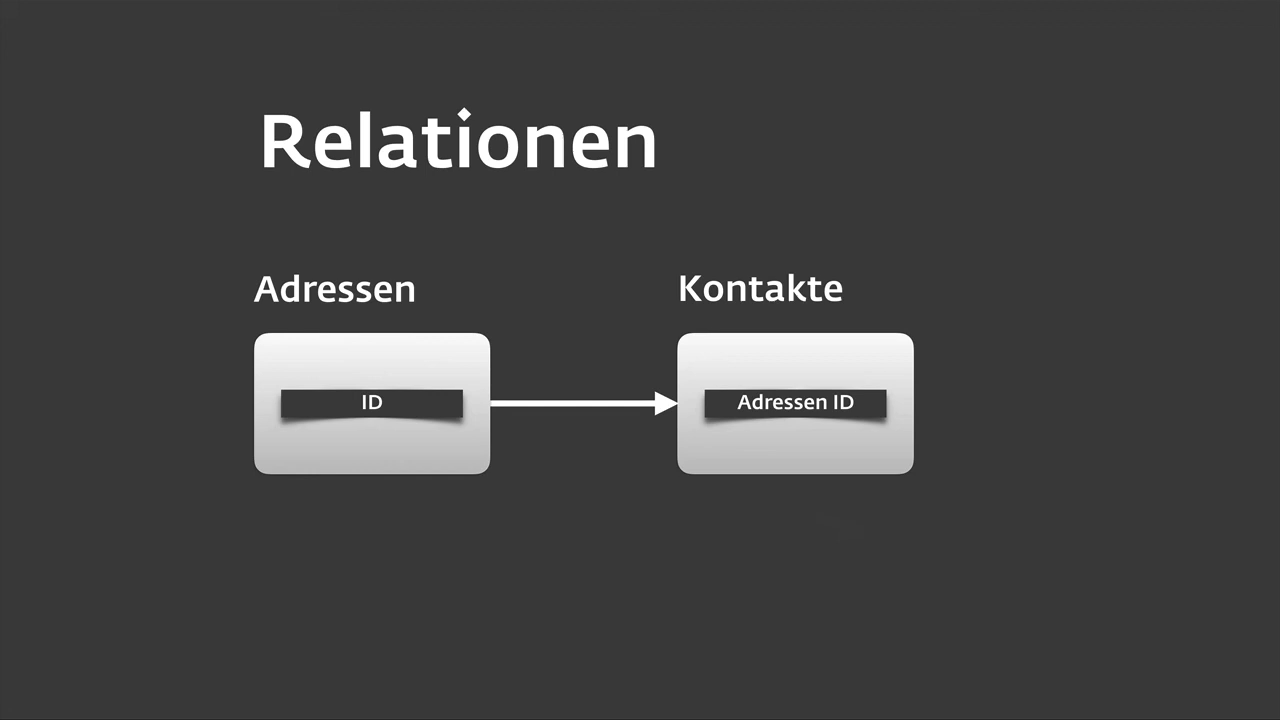 Relationen
Adressen
Kontakte
ID
Adressen ID